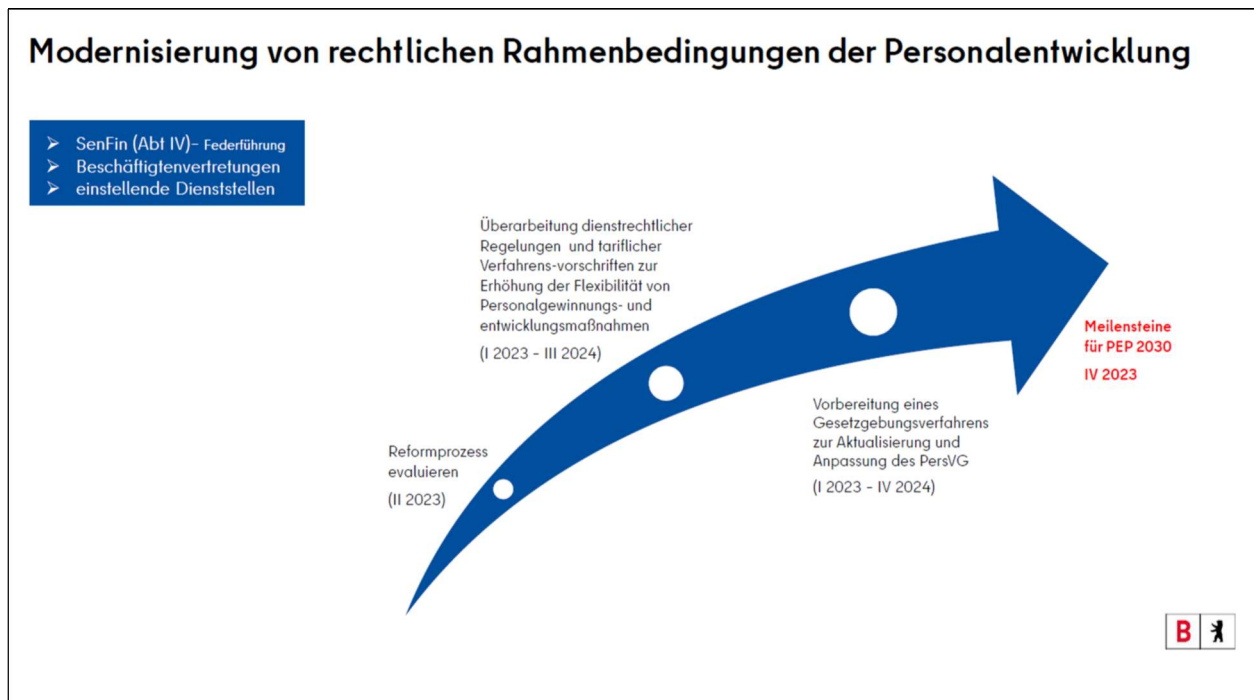 Modernisierung von rechtlichen Rahmenbedingungen der Personalentwicklung
➢ SenFin (Abt IV)– Federführung
➢ Beschäftigtenvertretungen
➢ einstellende Dienststellen
Überarbeitung dienstrechtlicher
Regelungen und tariflicher
Verfahrens-vorschriften zur
Erhöhung der Flexibilität von
Personalgewinnungs- und
entwicklungsmaßnahmen
(I 2023 - III 2024)
Reformprozess
evaluieren
(II 2023)
Vorbereitung eines
Gesetzgebungsverfahrens
zur Aktualisierung und
Anpassung des PersVG
(I 2023 - IV 2024)
Meilensteine
für PEP 2030
IV 2023
B